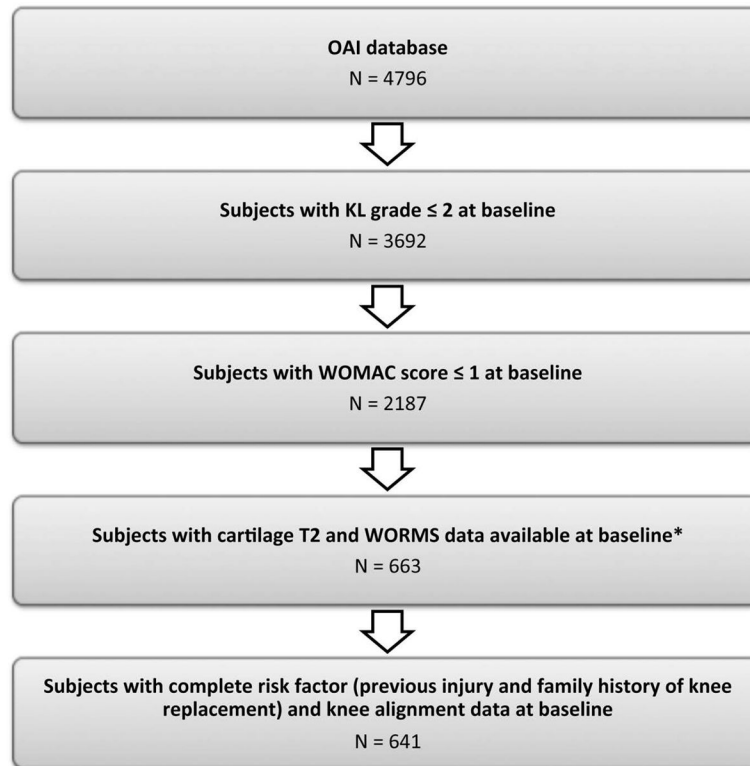 OAI database
N = 4796
Subjects with KL grade ≤ 2 at baseline
N = 3692
Subjects with WOMAC score ≤ 1 at baseline
N = 2187
Subjects with cartilage T2 and WORMS data available at baseline*
N = 663
Subjects with complete risk factor (previous injury and family history of knee
replacement) and knee alignment data at baseline
N = 641